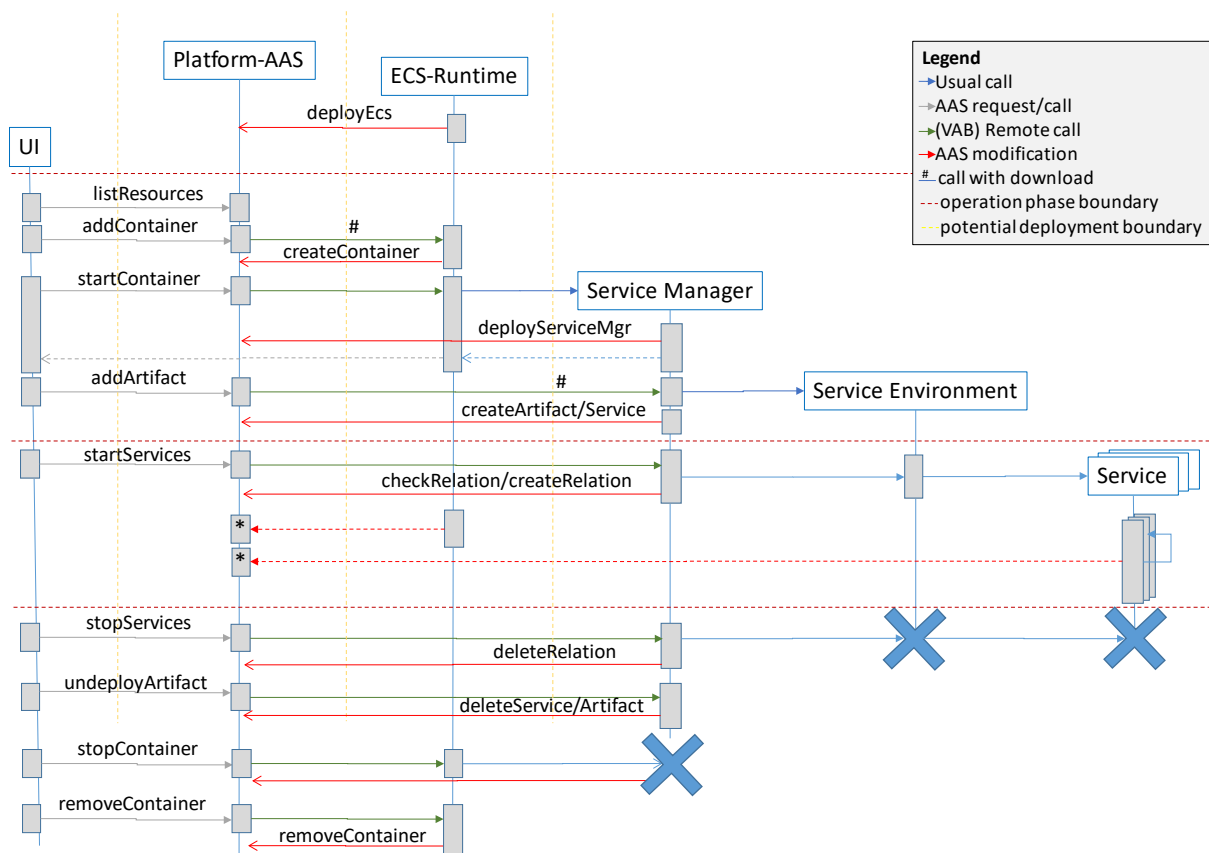 Platform-AAS
ECS-Runtime
Legend
Usual call
AAS request/call
(VAB) Remote call
AAS modification
# call with download
operation phase boundary
potential deployment boundary
deployEcs
UI
listResources
addContainer
#
createContainer
startContainer
Service Manager
deployServiceMgr
addArtifact
#
Service Environment
createArtifact/Service
startServices
checkRelation/createRelation
Service
*
*
stopServices
deleteRelation
undeployArtifact
deleteService/Artifact
stopContainer
removeContainer
removeContainer